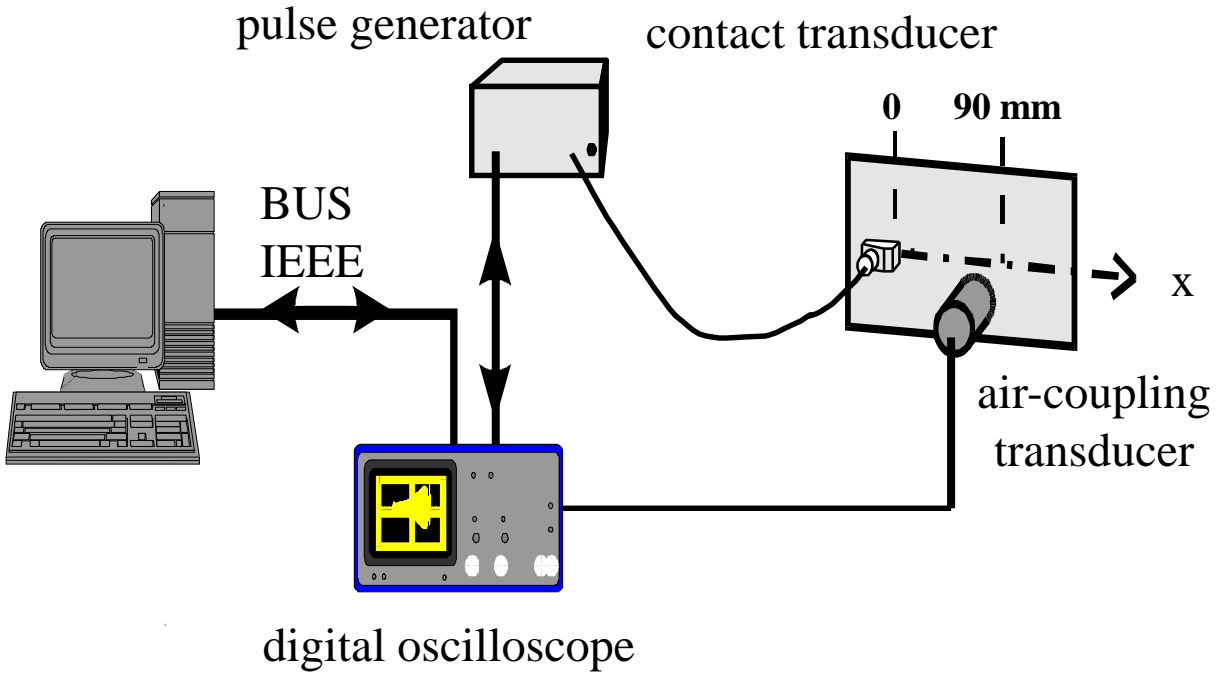 pulse generator
contact transducer
0
90 mm
BUS
IEEE
x
air-coupling
transducer
digital oscilloscope